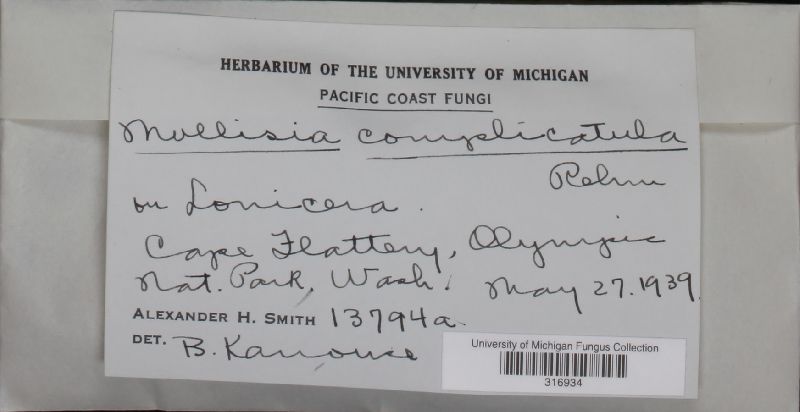 HERBARIUM OF THE UNIVERSITY OF MICHIGAN
PACIFIC COAST FUNGI
Mollisia complicatula
Rehm
on Lonicera.
Cape Flattery, Olympic
Nat. Park, Wash. May 27. 1939.
ALEXANDER H. SMITH 13794a
DET. B. Kanouse
University of Michigan Fungus Collection
316934